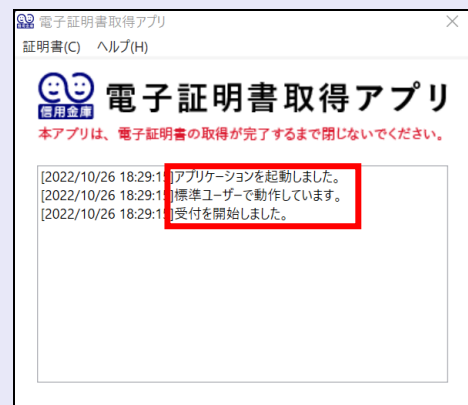 電子証明書取得アプリ
証明書(C) ヘルプ(H)
信用金庫
電子証明書取得アプリ
本アプリは、電子証明書の取得が完了するまで閉じないでください。
[2022/10/26 18:29:15]アプリケーションを起動しました。
[2022/10/26 18:29:15]標準ユーザーで動作しています。
[2022/10/26 18:29:15]受付を開始しました。